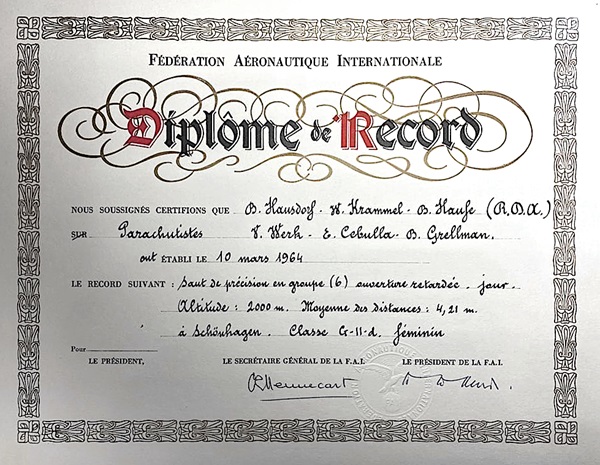 FÉDÉRATION AÉRONAUTIQUE INTERNATIONALE
Diplôme de Record
NOUS SOUSSIGNÉS CERTIFIONS QUE B. Hausdorf - W. Krammel - B. Haufe (R.D.A.)
SUR Parachutistes V. Werk - E. Cobulla - B. Grellman.
ont ÉTABLI LE 10 mars 1964
LE RECORD SUIVANT : Saut de précision en groupe (6) ouverture retardée - jour.
Altitude : 2000 m. Moyenne des distances : 4,21 m.
à Schönhagen. Classe G-II-d. féminin
Pour
LE PRÉSIDENT, LE SECRÉTAIRE GÉNÉRAL DE LA F.A.I. LE PRÉSIDENT DE LA F.A.I.